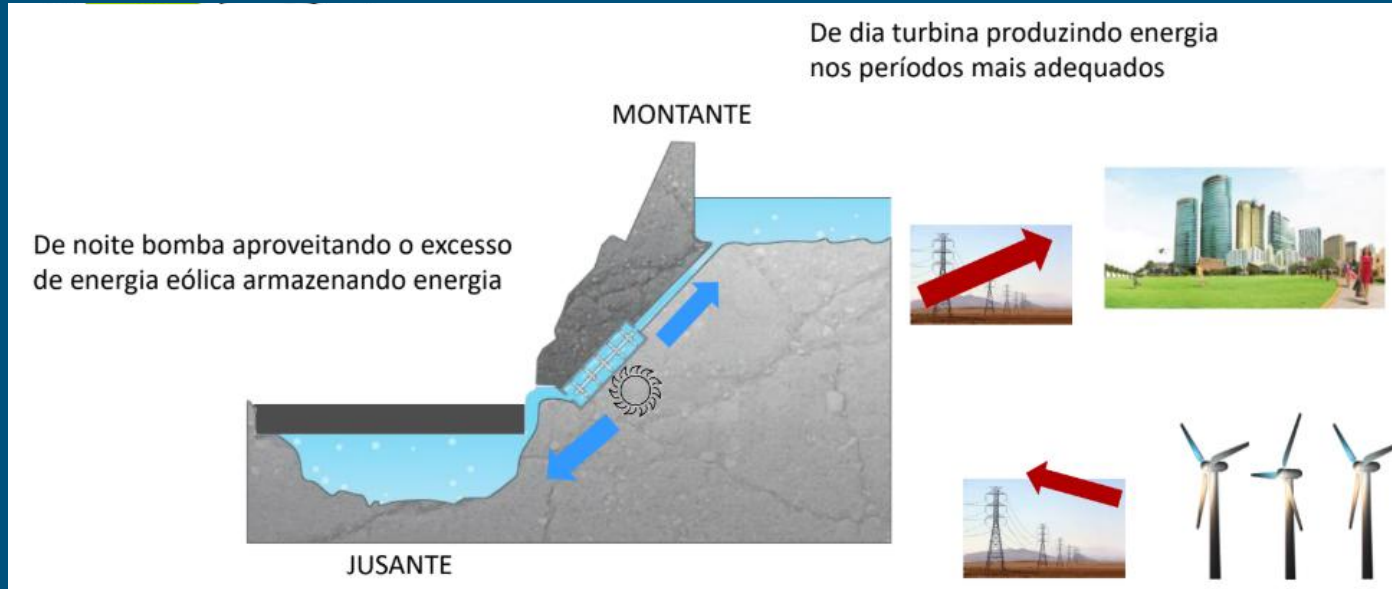 De dia turbina produzindo energia
nos períodos mais adequados
MONTANTE
De noite bomba aproveitando o excesso
de energia eólica armazenando energia
JUSANTE